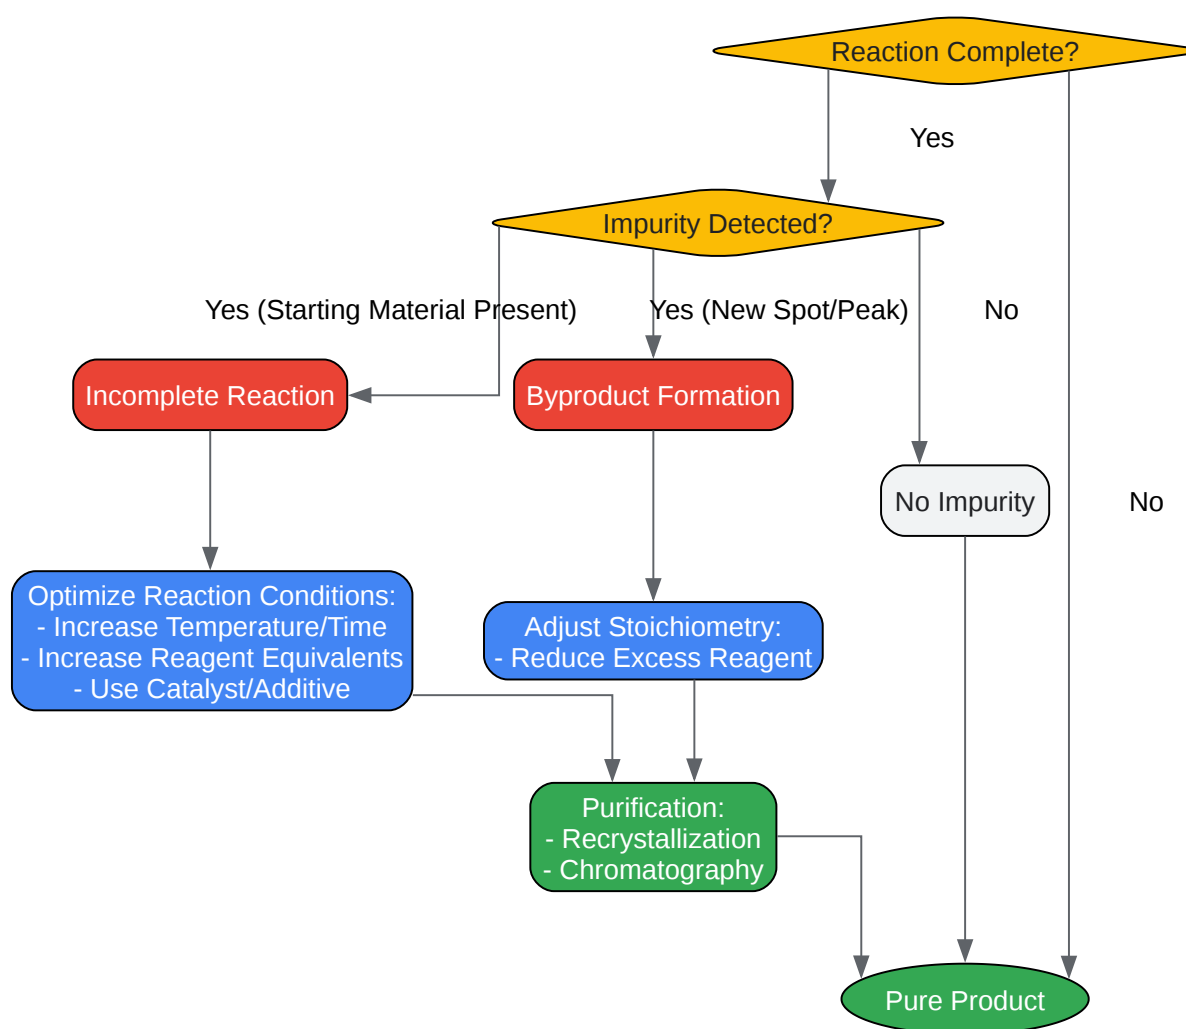 Reaction Complete?
Yes
Impurity Detected?
Yes (Starting Material Present)
Yes (New Spot/Peak)
No
Incomplete Reaction
Byproduct Formation
No Impurity
No
Optimize Reaction Conditions:
- Increase Temperature/Time
- Increase Reagent Equivalents
- Use Catalyst/Additive
Adjust Stoichiometry:
- Reduce Excess Reagent
Purification:
- Recrystallization
- Chromatography
Pure Product